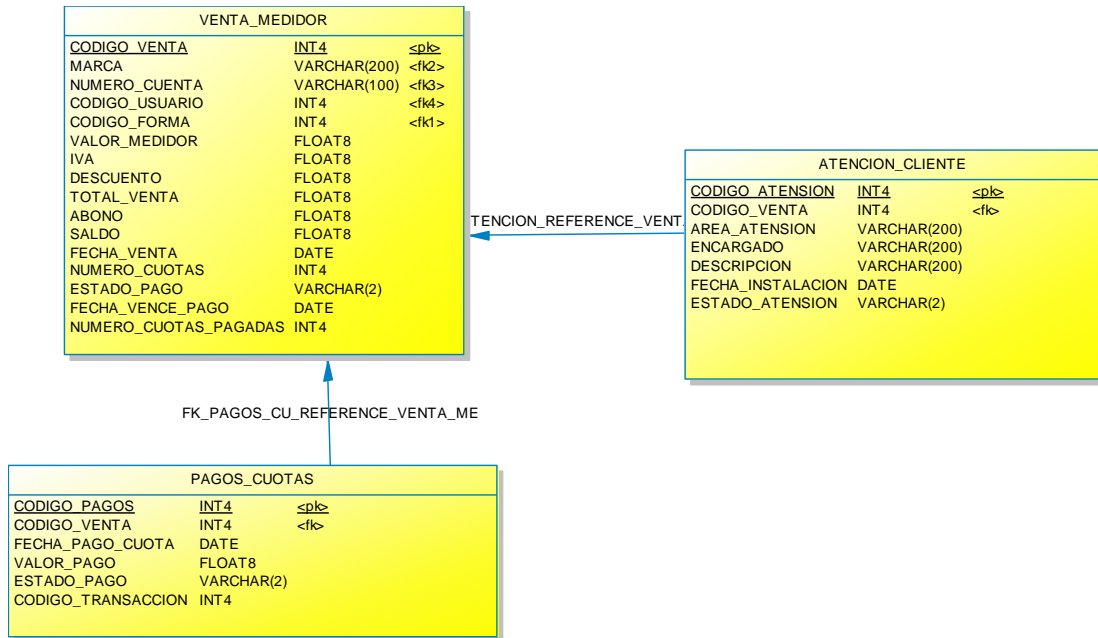 VENTA_MEDIDOR
CODIGO_VENTA INT4 <pk>
MARCA VARCHAR(200) <fk2>
NUMERO_CUENTA VARCHAR(100) <fk3>
CODIGO_USUARIO INT4 <fk4>
CODIGO_FORMA INT4 <fk1>
VALOR_MEDIDOR FLOAT8
IVA FLOAT8
DESCUENTO FLOAT8
TOTAL_VENTA FLOAT8
ABONO FLOAT8
SALDO FLOAT8
FECHA_VENTA DATE
NUMERO_CUOTAS INT4
ESTADO_PAGO VARCHAR(2)
FECHA_VENCE_PAGO DATE
NUMERO_CUOTAS_PAGADAS INT4
TENCION_REFERENCE_VENT
ATENCION_CLIENTE
CODIGO_ATENSION INT4 <pk>
CODIGO_VENTA INT4 <fk>
AREA_ATENSION VARCHAR(200)
ENCARGADO VARCHAR(200)
DESCRIPCION VARCHAR(200)
FECHA_INSTALACION DATE
ESTADO_ATENSION VARCHAR(2)
FK_PAGOS_CU_REFERENCE_VENTA_ME
PAGOS_CUOTAS
CODIGO_PAGOS INT4 <pk>
CODIGO_VENTA INT4 <fk>
FECHA_PAGO_CUOTA DATE
VALOR_PAGO FLOAT8
ESTADO_PAGO VARCHAR(2)
CODIGO_TRANSACCION INT4